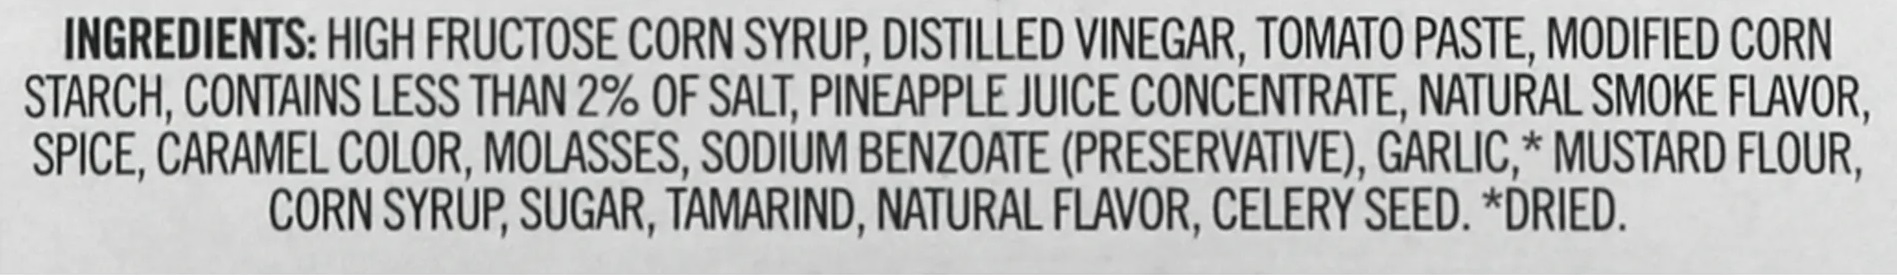 INGREDIENTS: HIGH FRUCTOSE CORN SYRUP, DISTILLED VINEGAR, TOMATO PASTE, MODIFIED CORN
STARCH, CONTAINS LESS THAN 2% OF SALT, PINEAPPLE JUICE CONCENTRATE, NATURAL SMOKE FLAVOR,
SPICE, CARAMEL COLOR, MOLASSES, SODIUM BENZOATE (PRESERVATIVE), GARLIC,* MUSTARD FLOUR,
CORN SYRUP, SUGAR, TAMARIND, NATURAL FLAVOR, CELERY SEED. *DRIED.